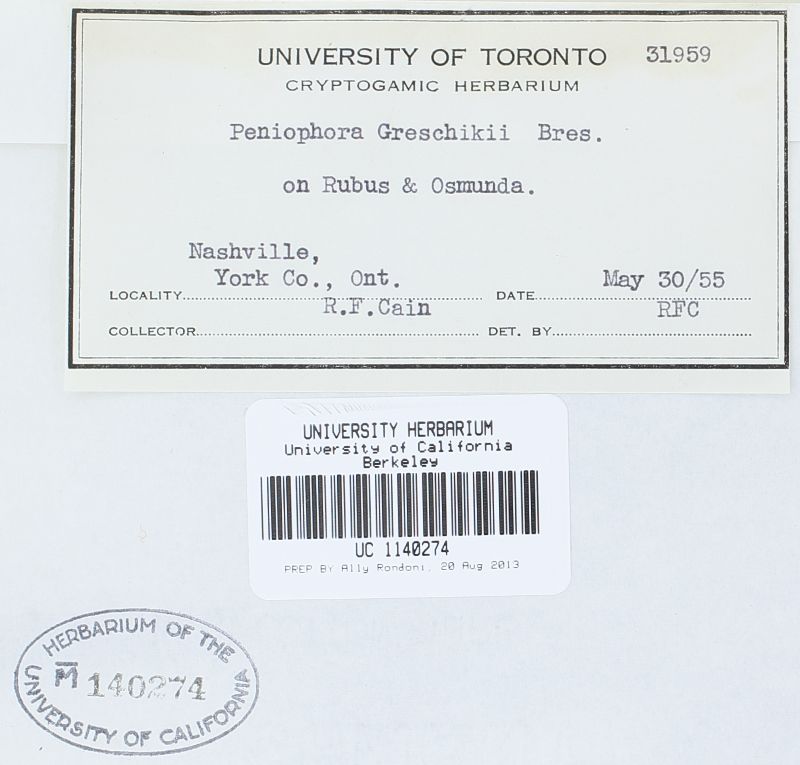 UNIVERSITY OF TORONTO 31959
CRYPTOGAMIC HERBARIUM
Peniophora Greschikii Bres.
on Rubus & Osmunda.
Nashville,
York Co., Ont.
LOCALITY
DATE May 30/55
COLLECTOR R.F.Cain
DET. BY RFC
UNIVERSITY HERBARIUM
University of California
Berkeley
UC 1140274
PREP BY Ally Rondoni, 20 Aug 2013
HERBARIUM OF THE
M 140274
UNIVERSITY OF CALIFORNIA